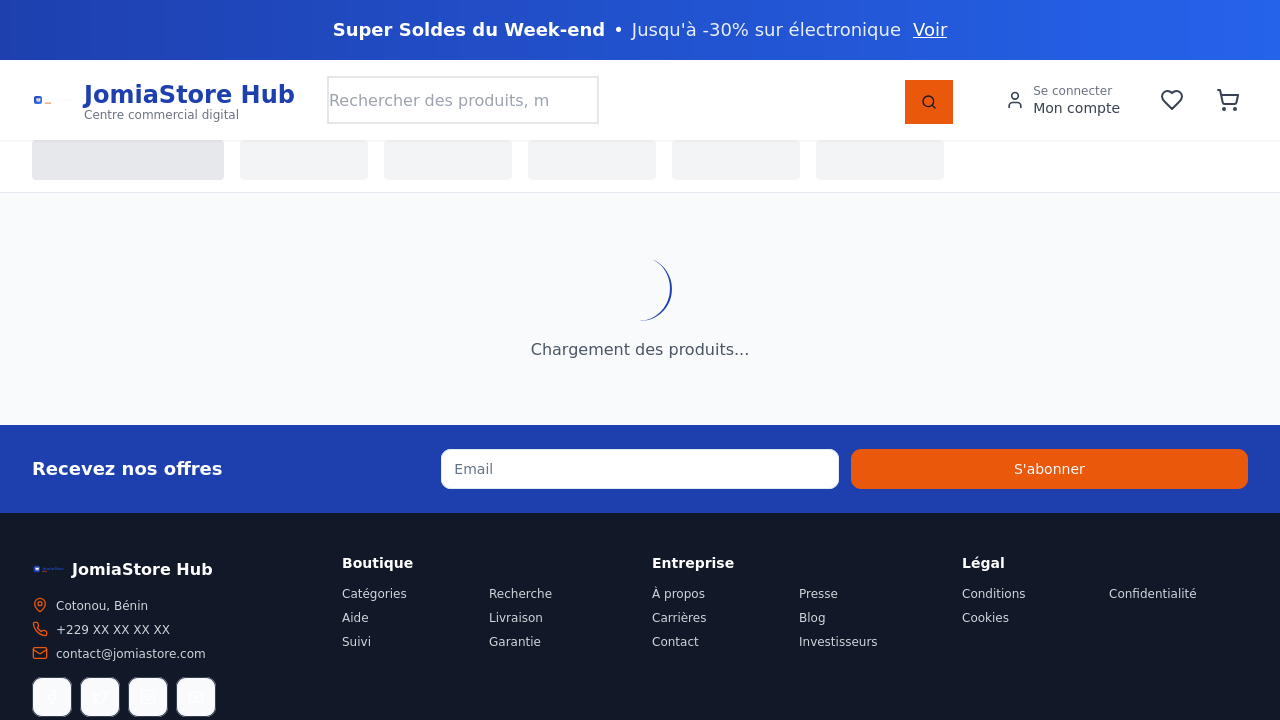 Super Soldes du Week-end • Jusqu'à -30% sur électronique Voir
JomiaStore Hub
Centre commercial digital
Rechercher des produits, m
Se connecter
Mon compte
Chargement des produits...
Recevez nos offres
Email
S'abonner
JomiaStore Hub
Cotonou, Bénin
+229 XX XX XX XX
contact@jomiastore.com
Boutique
Catégories
Recherche
Aide
Livraison
Suivi
Garantie
Entreprise
À propos
Presse
Carrières
Blog
Contact
Investisseurs
Légal
Conditions
Confidentialité
Cookies